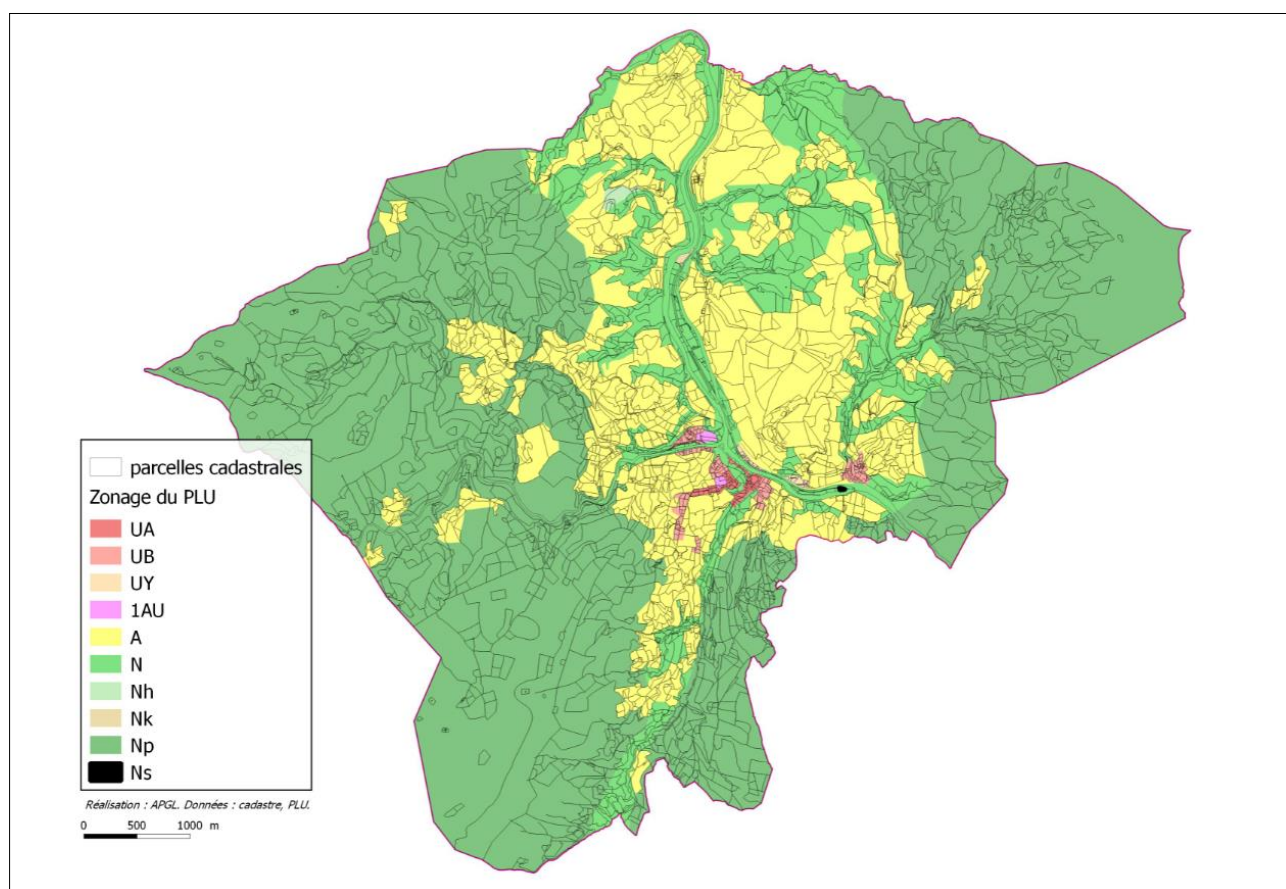 parcelles cadastrales
Zonage du PLU
UA
UB
UY
1AU
A
N
Nh
Nk
Np
Ns
Réalisation : APGL. Données : cadastre, PLU.
0 500 1000 m